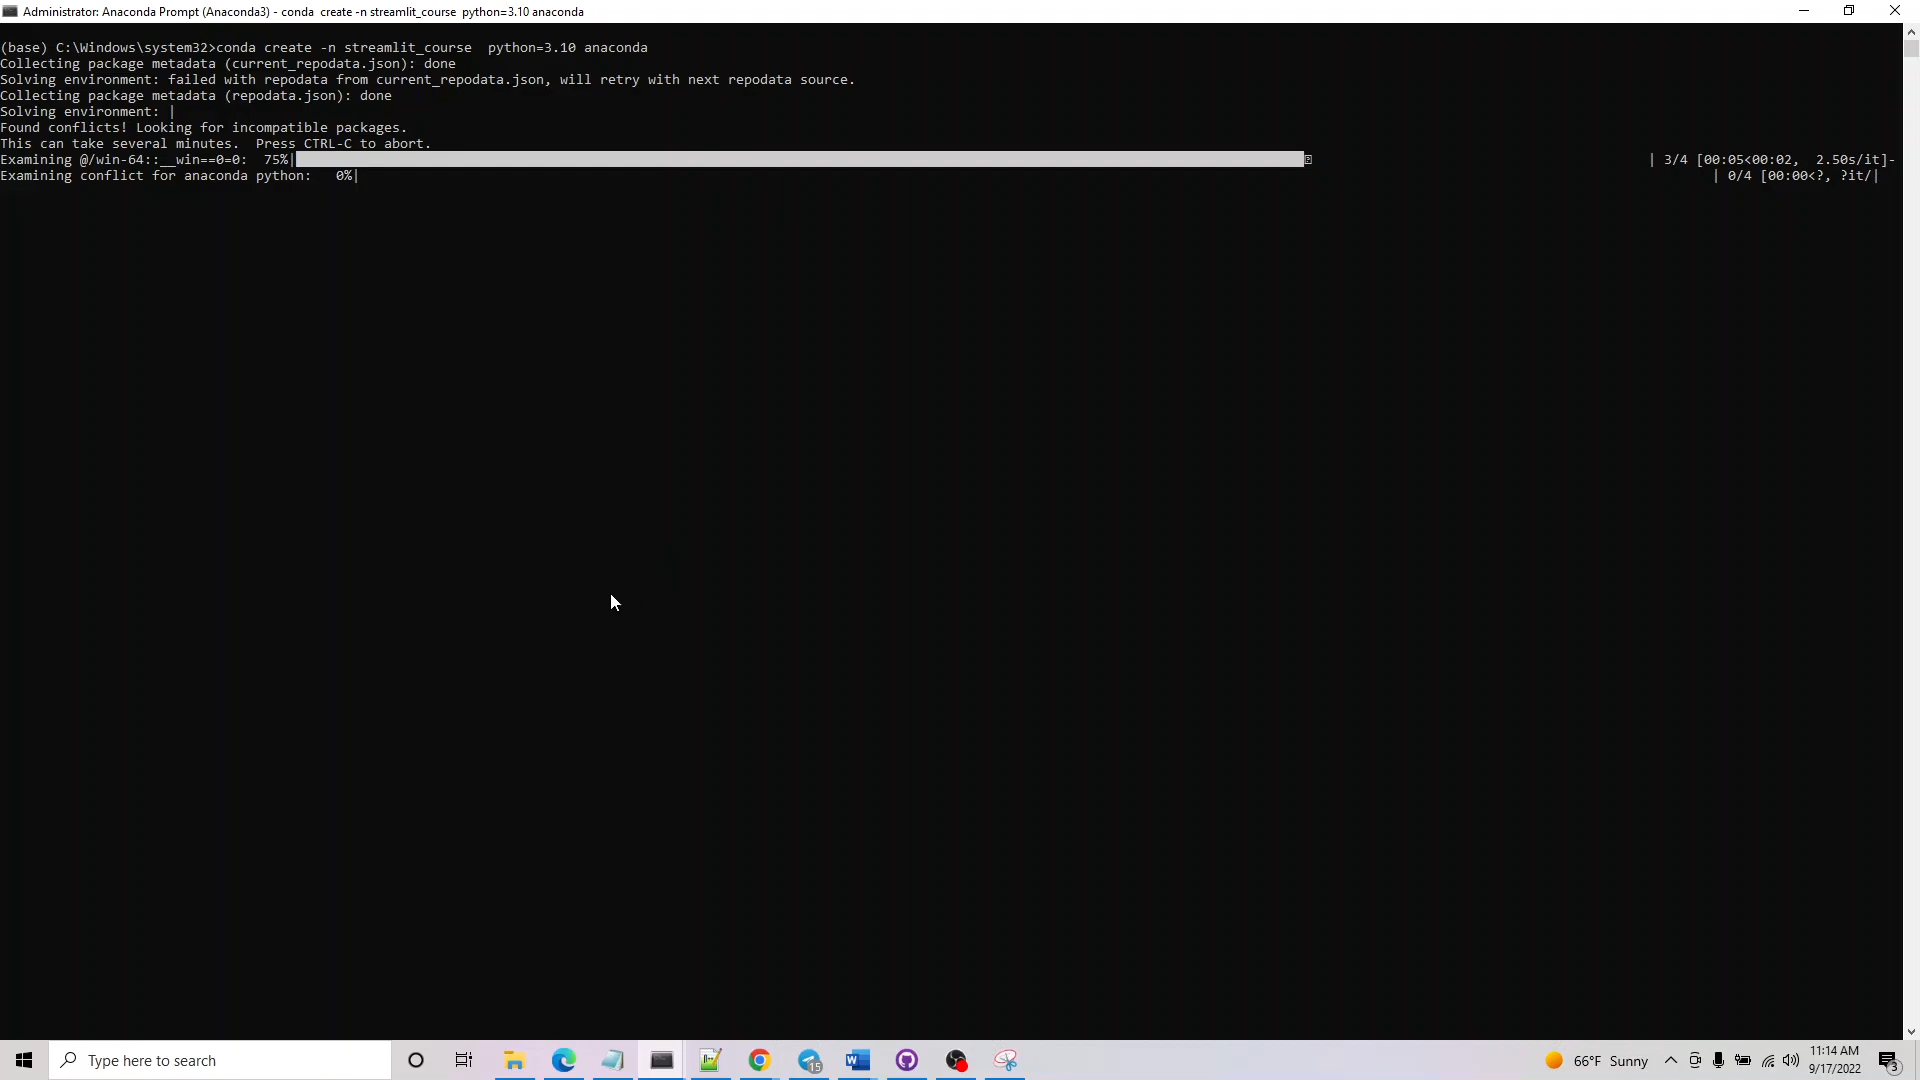 Administrator: Anaconda Prompt (Anaconda3) - conda  create -n streamlit_course  python=3.10 anaconda
(base) C:\Windows\system32>conda create -n streamlit_course  python=3.10 anaconda
Collecting package metadata (current_repodata.json): done
Solving environment: failed with repodata from current_repodata.json, will retry with next repodata source.
Collecting package metadata (repodata.json): done
Solving environment: |
Found conflicts! Looking for incompatible packages.
This can take several minutes.  Press CTRL-C to abort.
Examining @/win-64::__win==0=0:  75%| | 3/4 [00:05<00:02,  2.50s/it]-
Examining conflict for anaconda python:   0%| | 0/4 [00:00<?, ?it/|
Type here to search
15
66°F Sunny
11:14 AM
9/17/2022
3